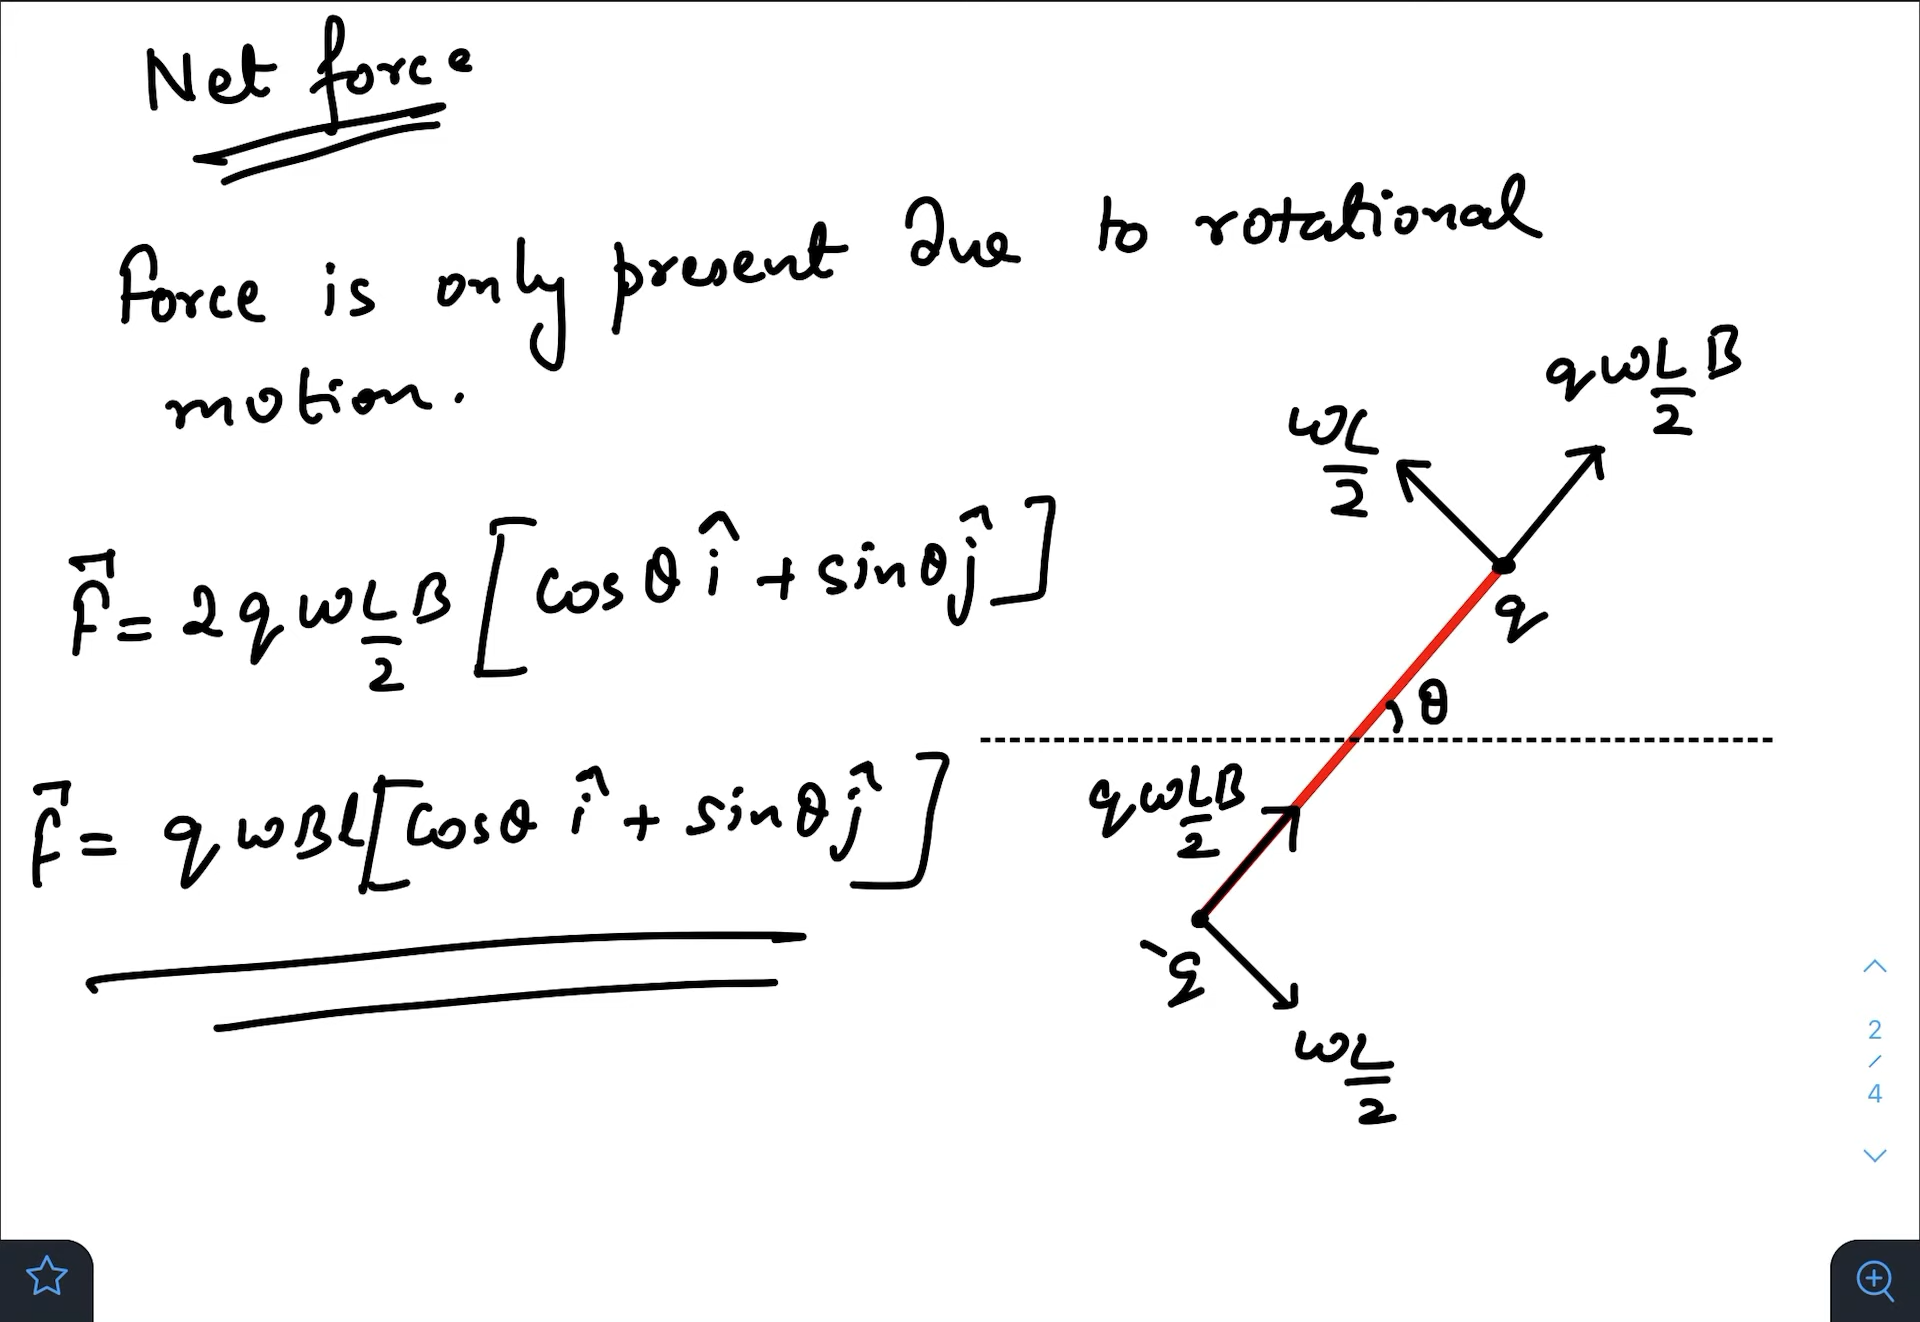 Net force
force is only present due to rotational
motion.
qωL/2 B
ωL/2
F⃗ = 2qωL/2 B [cosθ î + sinθ ĵ]
q
θ
F⃗ = qωBl[cosθ î + sinθ ĵ]
qωL/2 B
-q
ωL/2
2
/
4